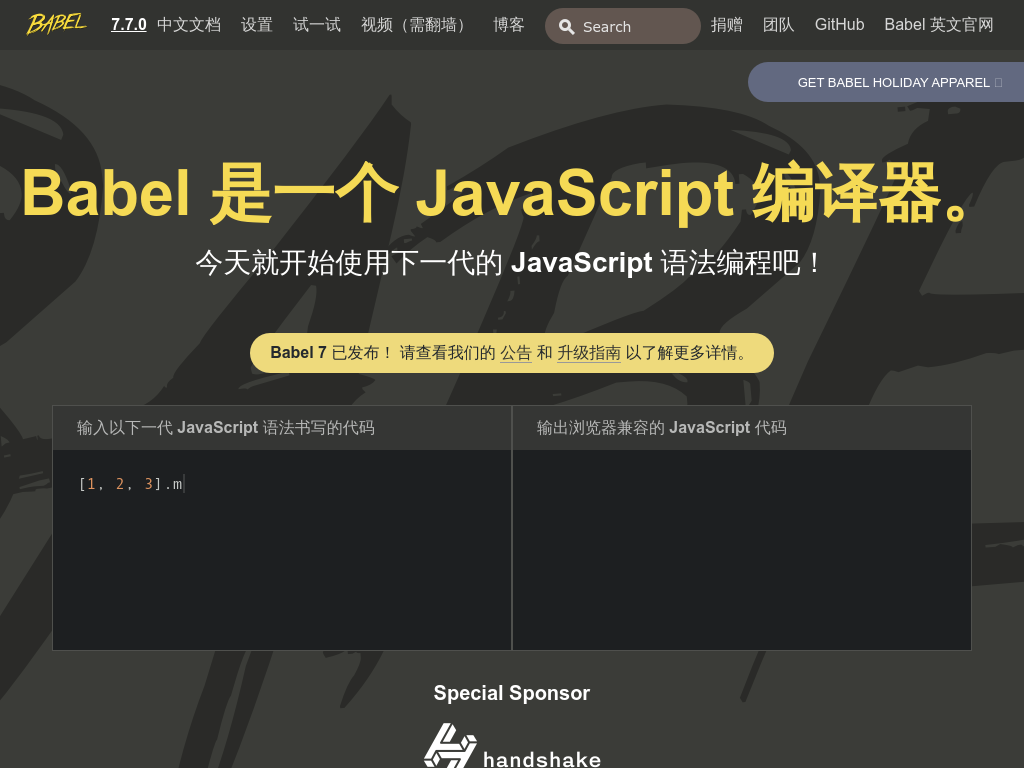 BABEL 7.7.0 中文文档 设置 试一试 视频（需翻墙） 博客 Search 捐赠 团队 GitHub Babel 英文官网
GET BABEL HOLIDAY APPAREL
Babel 是一个 JavaScript 编译器。
今天就开始使用下一代的 JavaScript 语法编程吧！
Babel 7 已发布！ 请查看我们的 公告 和 升级指南 以了解更多详情。
输入以下一代 JavaScript 语法书写的代码
输出浏览器兼容的 JavaScript 代码
[1, 2, 3].m
Special Sponsor
handshake